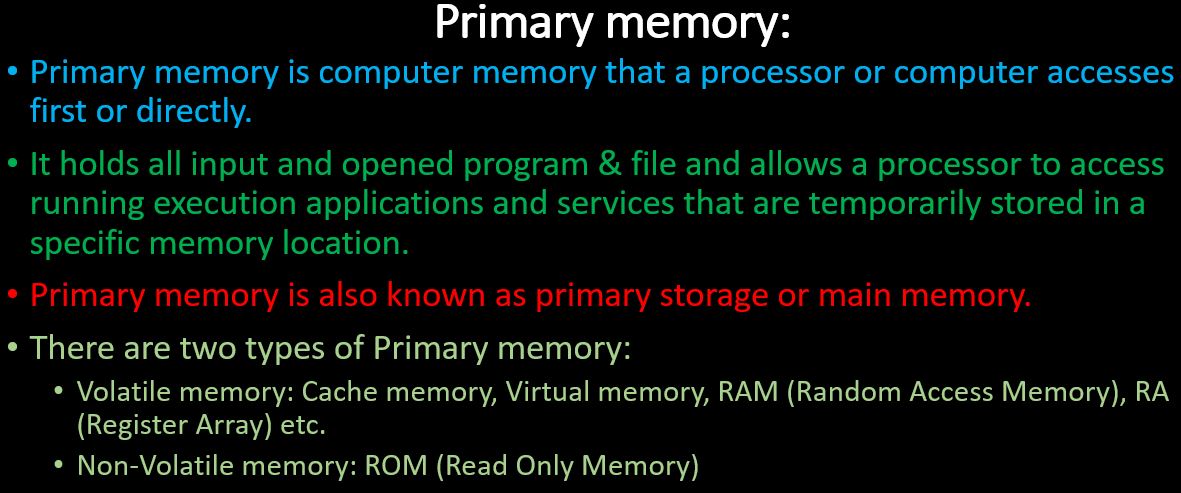 Primary memory:
• Primary memory is computer memory that a processor or computer accesses
first or directly.
• It holds all input and opened program & file and allows a processor to access
running execution applications and services that are temporarily stored in a
specific memory location.
• Primary memory is also known as primary storage or main memory.
• There are two types of Primary memory:
• Volatile memory: Cache memory, Virtual memory, RAM (Random Access Memory), RA
(Register Array) etc.
• Non-Volatile memory: ROM (Read Only Memory)